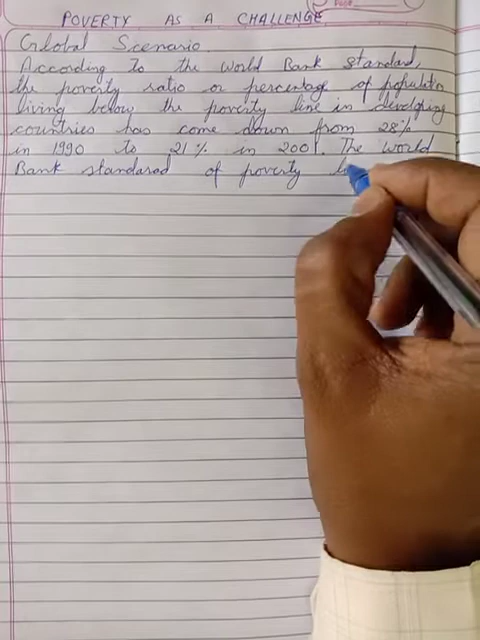 POVERTY AS A CHALLENGE
Global Scenario
According to the World Bank standard,
the poverty ratio or percentage of population
living below the poverty line in developing
countries has come down from 28%
in 1990 to 21% in 2001. The world
Bank standarad of poverty